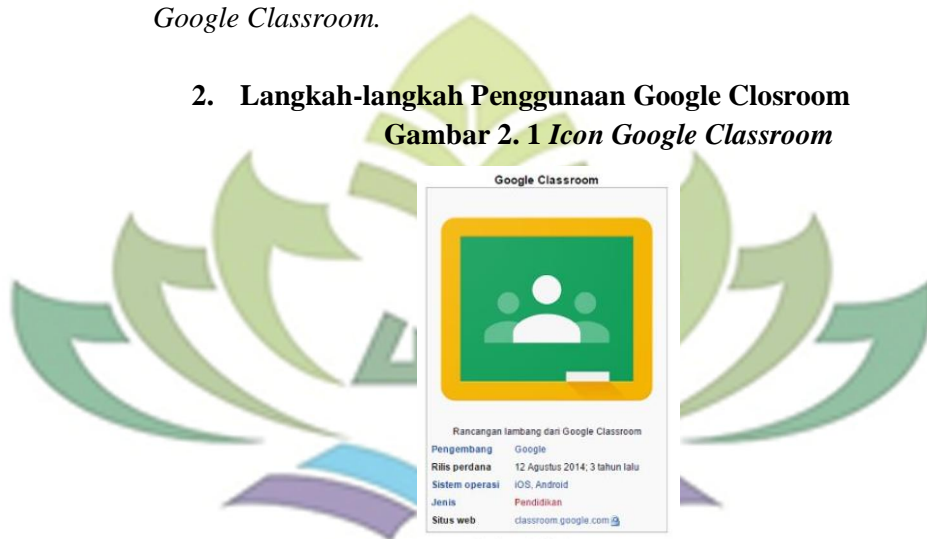 Google Classroom.
2. Langkah-langkah Penggunaan Google Closroom
Gambar 2. 1 Icon Google Classroom
Google Classroom
Rancangan lambang dari Google Classroom
Pengembang Google
Rilis perdana 12 Agustus 2014; 3 tahun lalu
Sistem operasi iOS, Android
Jenis Pendidikan
Situs web classroom.google.com